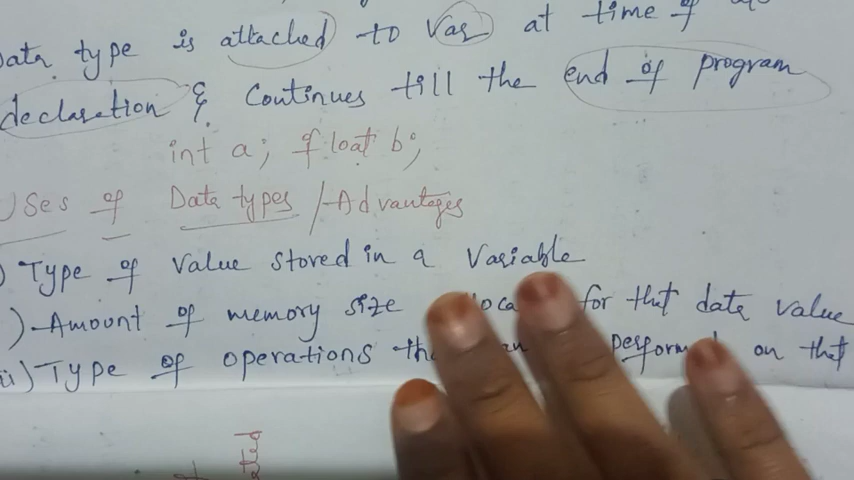 Data type is attached to Var at time of
declaration & Continues till the end of program
int a; float b;
Uses of Data types / Advantages
) Type of Value stored in a Variable
) Amount of memory size for that data value
ii) Type of operations on that